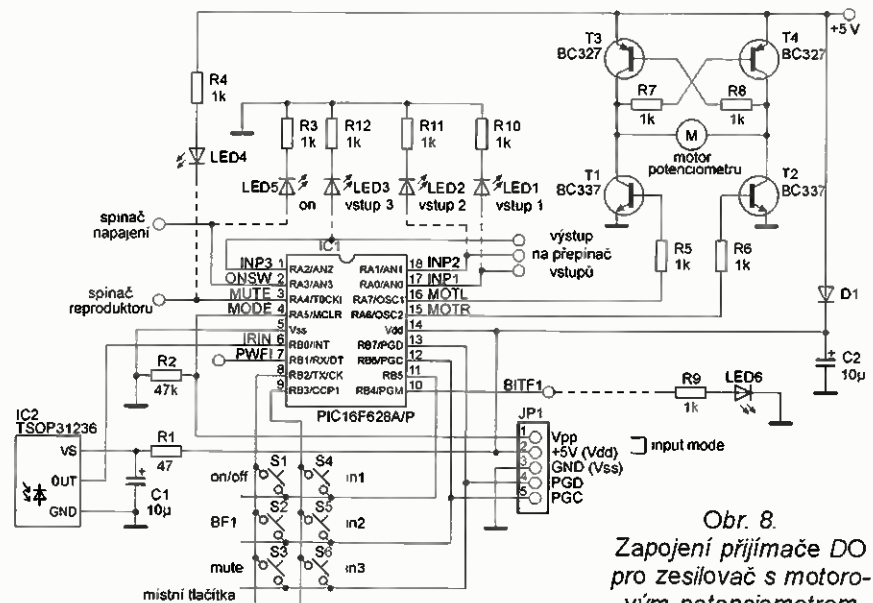 +5 V
T3
BC327
T4
BC327
R4
1k
R7
1k
R8
1k
R3
1k
R12
1k
R11
1k
R10
1k
M
motor
potenciometru
LED4
LED5
on
LED3
vstup 3
LED2
vstup 2
LED1
vstup 1
T1
BC337
T2
BC337
spínač
napájení
výstup
na přepínač
vstupů
R5
1k
R6
1k
spínač
reproduktoru
IC1
INP3 1 RA2/AN2 RA1/AN1 18 INP2
ONSW 2 RA3/AN3 RA0/AN0 17 INP1
MUTE 3 RA4/T0CKI RA7/OSC1 16 MOTL
MODE 4 RA5/MCLR RA6/OSC2 15 MOTR
5 Vss Vdd 14
IRIN 6 RB0/INT RB7/PGD 13
PWFI 7 RB1/RX/DT RB6/PGC 12
8 RB2/TX/CK RB5 11
9 RB3/CCP1 RB4/PGM 10 BITF1
PIC16F628A/P
D1
C2
10µ
R2
47k
R9
1k
LED6
JP1
1 Vpp
2 +5V (Vdd)
3 GND (Vss)
4 PGD
5 PGC
input mode
IC2
TSOP31236
VS
OUT
GND
R1
47
C1
10µ
on/off S1 S4 in1
BF1 S2 S5 in2
mute S3 S6 in3
místní tlačítka
Obr. 8.
Zapojení přijímače DO
pro zesilovač s motoro-
vým potenciometrem